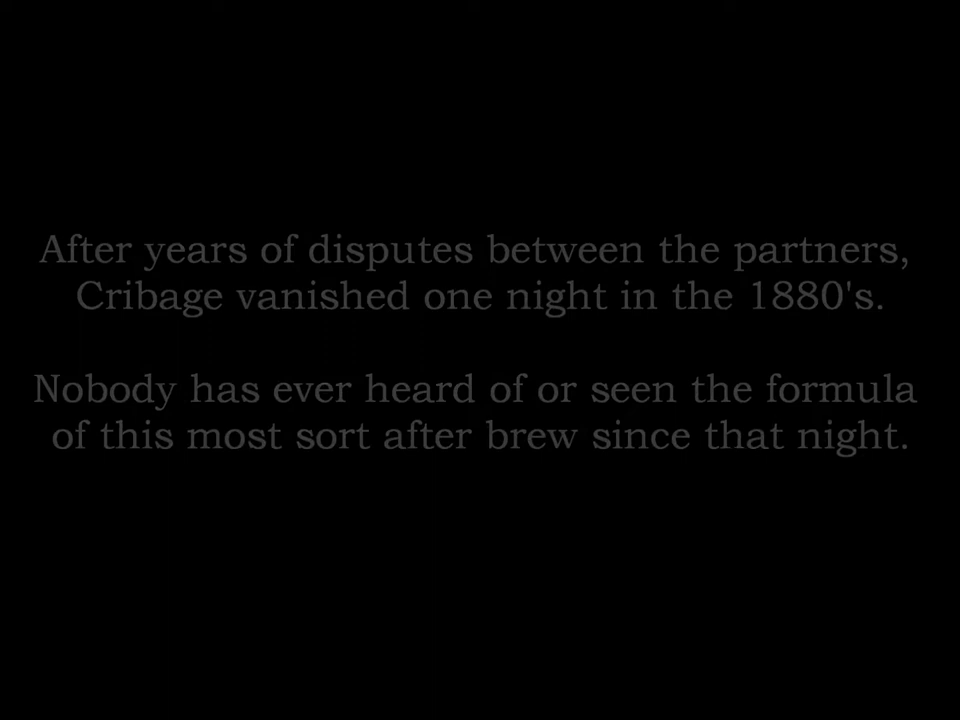 After years of disputes between the partners,
Cribage vanished one night in the 1880's.
Nobody has ever heard of or seen the formula
of this most sort after brew since that night.